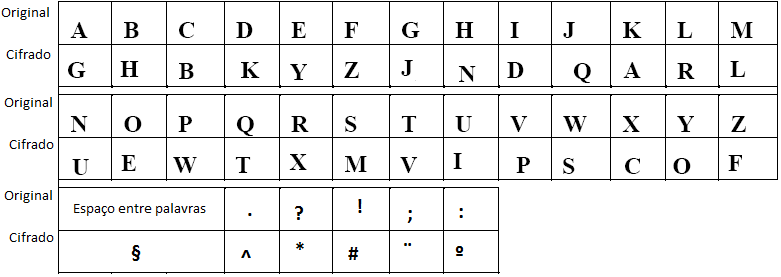 Original A B C D E F G H I J K L M
Cifrado G H B K Y Z J N D Q A R L
Original N O P Q R S T U V W X Y Z
Cifrado U E W T X M V I P S C O F
Original Espaço entre palavras . ? ! ; :
Cifrado § ^ * # ¨ º